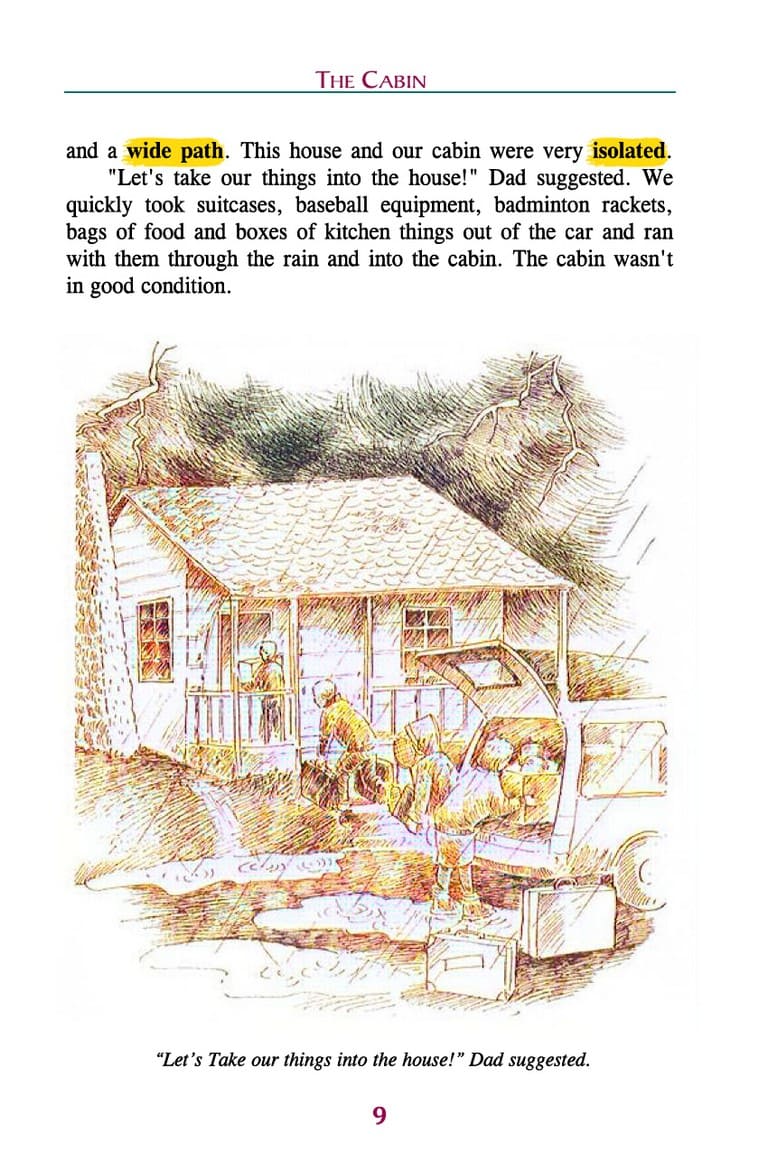 THE CABIN
and a wide path. This house and our cabin were very isolated.
"Let's take our things into the house!" Dad suggested. We
quickly took suitcases, baseball equipment, badminton rackets,
bags of food and boxes of kitchen things out of the car and ran
with them through the rain and into the cabin. The cabin wasn't
in good condition.
“Let’s Take our things into the house!” Dad suggested.
9